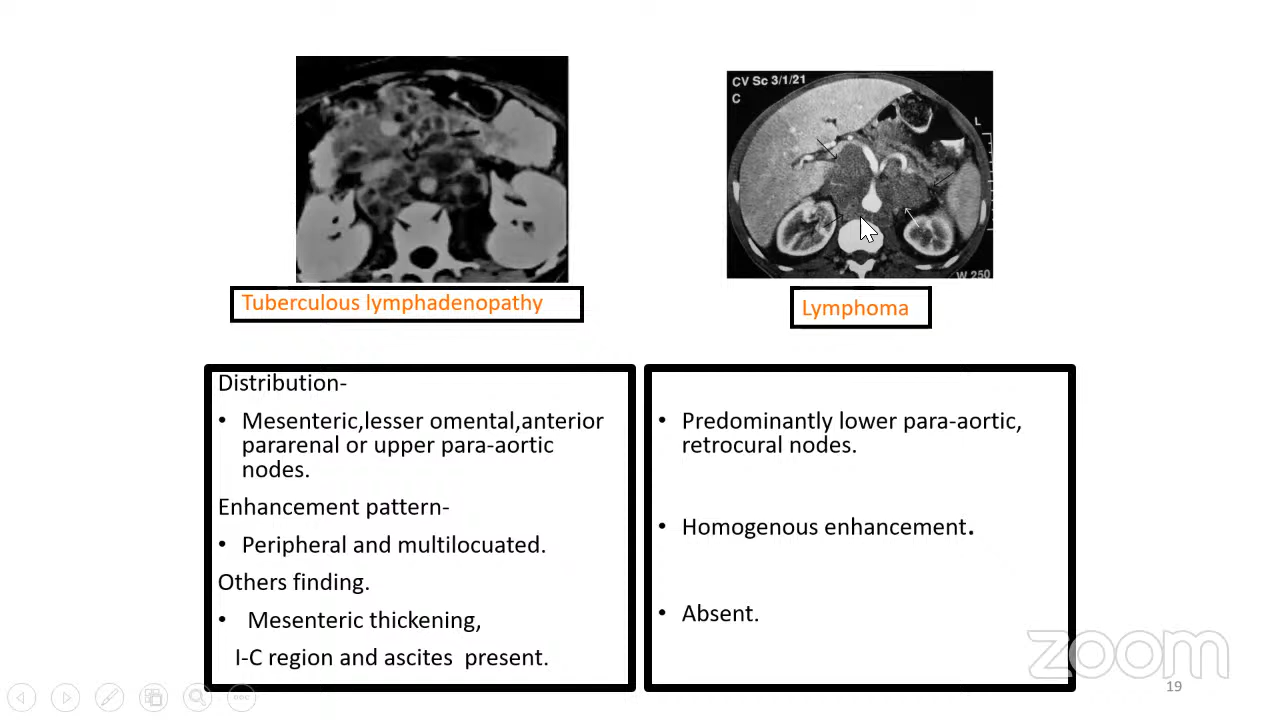 CV Sc 3/1/21
C
L
W 250
Tuberculous lymphadenopathy
Lymphoma
Distribution-
• Mesenteric,lesser omental,anterior
pararenal or upper para-aortic
nodes.
Enhancement pattern-
• Peripheral and multilocuated.
Others finding.
• Mesenteric thickening,
I-C region and ascites present.
• Predominantly lower para-aortic,
retrocural nodes.
• Homogenous enhancement.
• Absent.
zoom
19